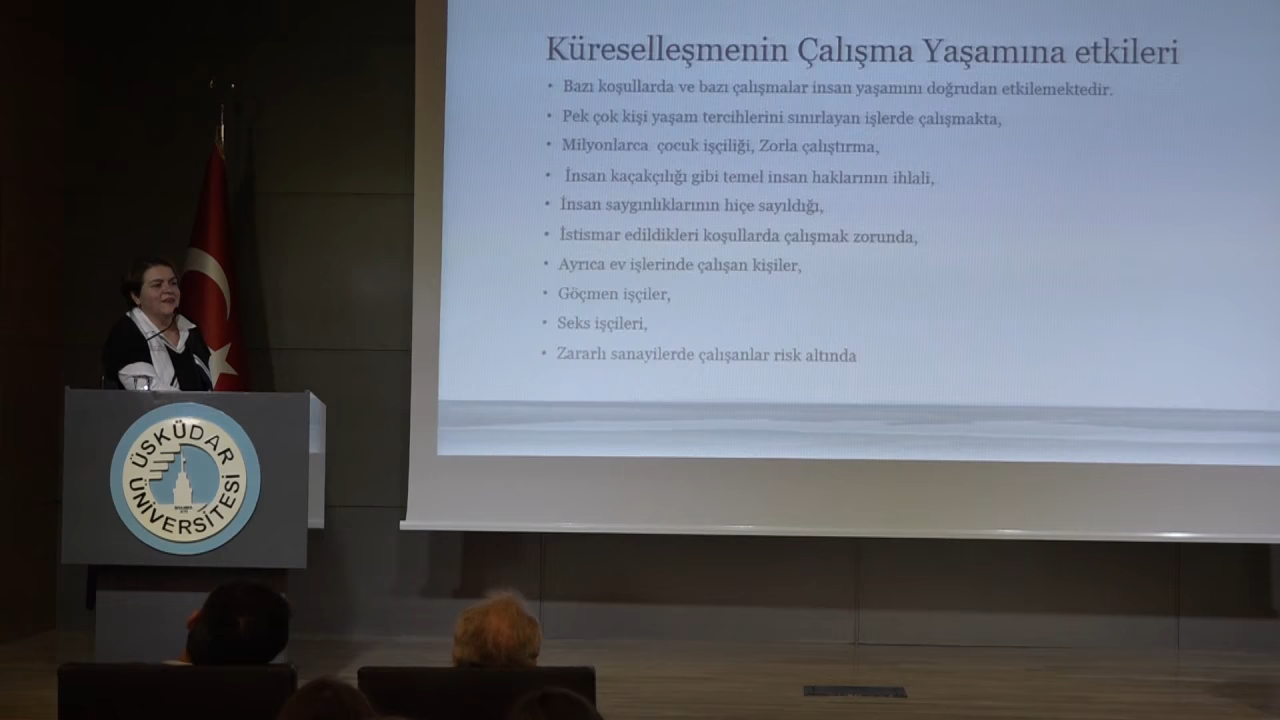 Küreselleşmenin Çalışma Yaşamına etkileri
• Bazı koşullarda ve bazı çalışmalar insan yaşamını doğrudan etkilemektedir.
• Pek çok kişi yaşam tercihlerini sınırlayan işlerde çalışmakta,
• Milyonlarca çocuk işçiliği, Zorla çalıştırma,
• İnsan kaçakçılığı gibi temel insan haklarının ihlali,
• İnsan saygınlıklarının hiçe sayıldığı,
• İstismar edildikleri koşullarda çalışmak zorunda,
• Ayrıca ev işlerinde çalışan kişiler,
• Göçmen işçiler,
• Seks işçileri,
• Zararlı sanayilerde çalışanlar risk altında
ÜSKÜDAR
ÜNİVERSİTESİ